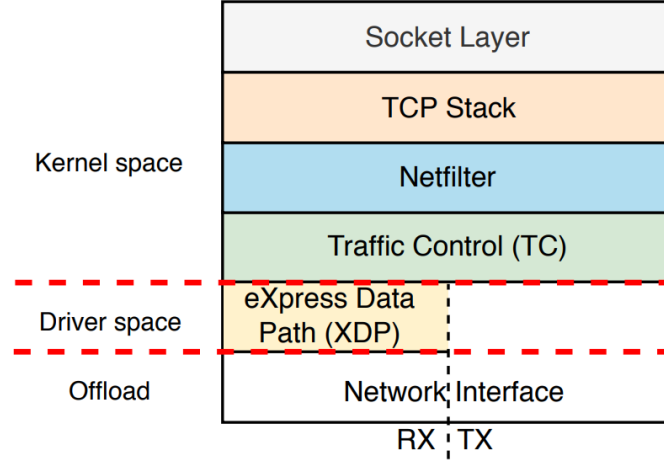 Socket Layer
TCP Stack
Kernel space
Netfilter
Traffic Control (TC)
eXpress Data
Path (XDP)
Driver space
Offload
Network Interface
RX TX